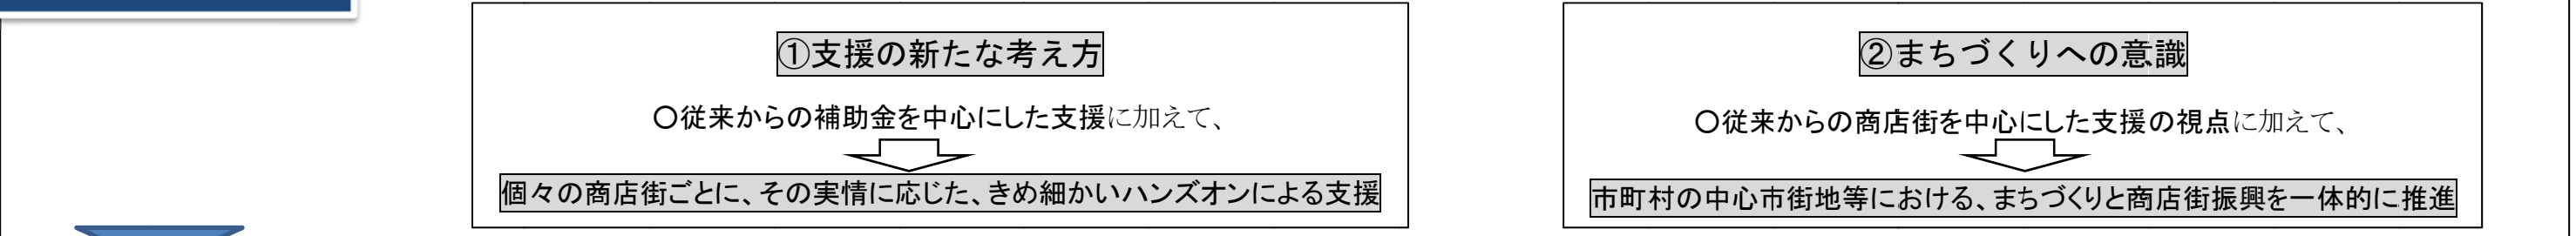 ①支援の新たな考え方
○従来からの補助金を中心にした支援に加えて、
個々の商店街ごとに、その実情に応じた、きめ細かいハンズオンによる支援
②まちづくりへの意識
○従来からの商店街を中心にした支援の視点に加えて、
市町村の中心市街地等における、まちづくりと商店街振興を一体的に推進